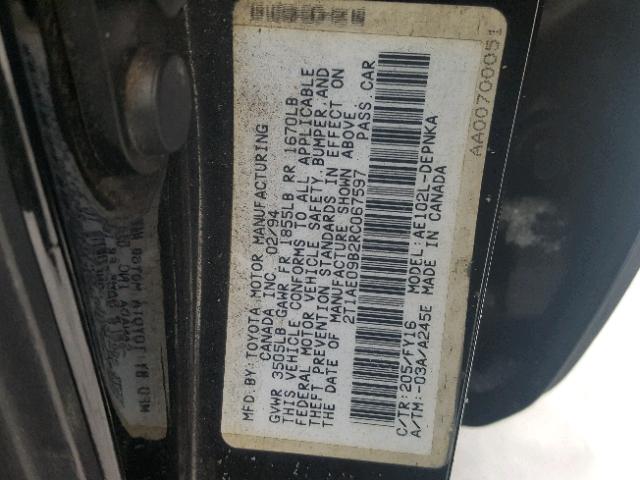 MFD. BY: TOYOTA MOTOR MANUFACTURING
CANADA INC. 02/94
GVWR 3505LB GAWR FR 1855LB RR 1670LB
THIS VEHICLE CONFORMS TO ALL APPLICABLE
FEDERAL MOTOR VEHICLE SAFETY, BUMPER, AND
THEFT PREVENTION STANDARDS IN EFFECT ON
THE DATE OF MANUFACTURE SHOWN ABOVE.
2T1AE09B2RC067597 PASS. CAR
C/TR: 205/FY16 MODEL: AE102L-DEPNKA
A/TM: -03A/A245E MADE IN CANADA
AA00700051